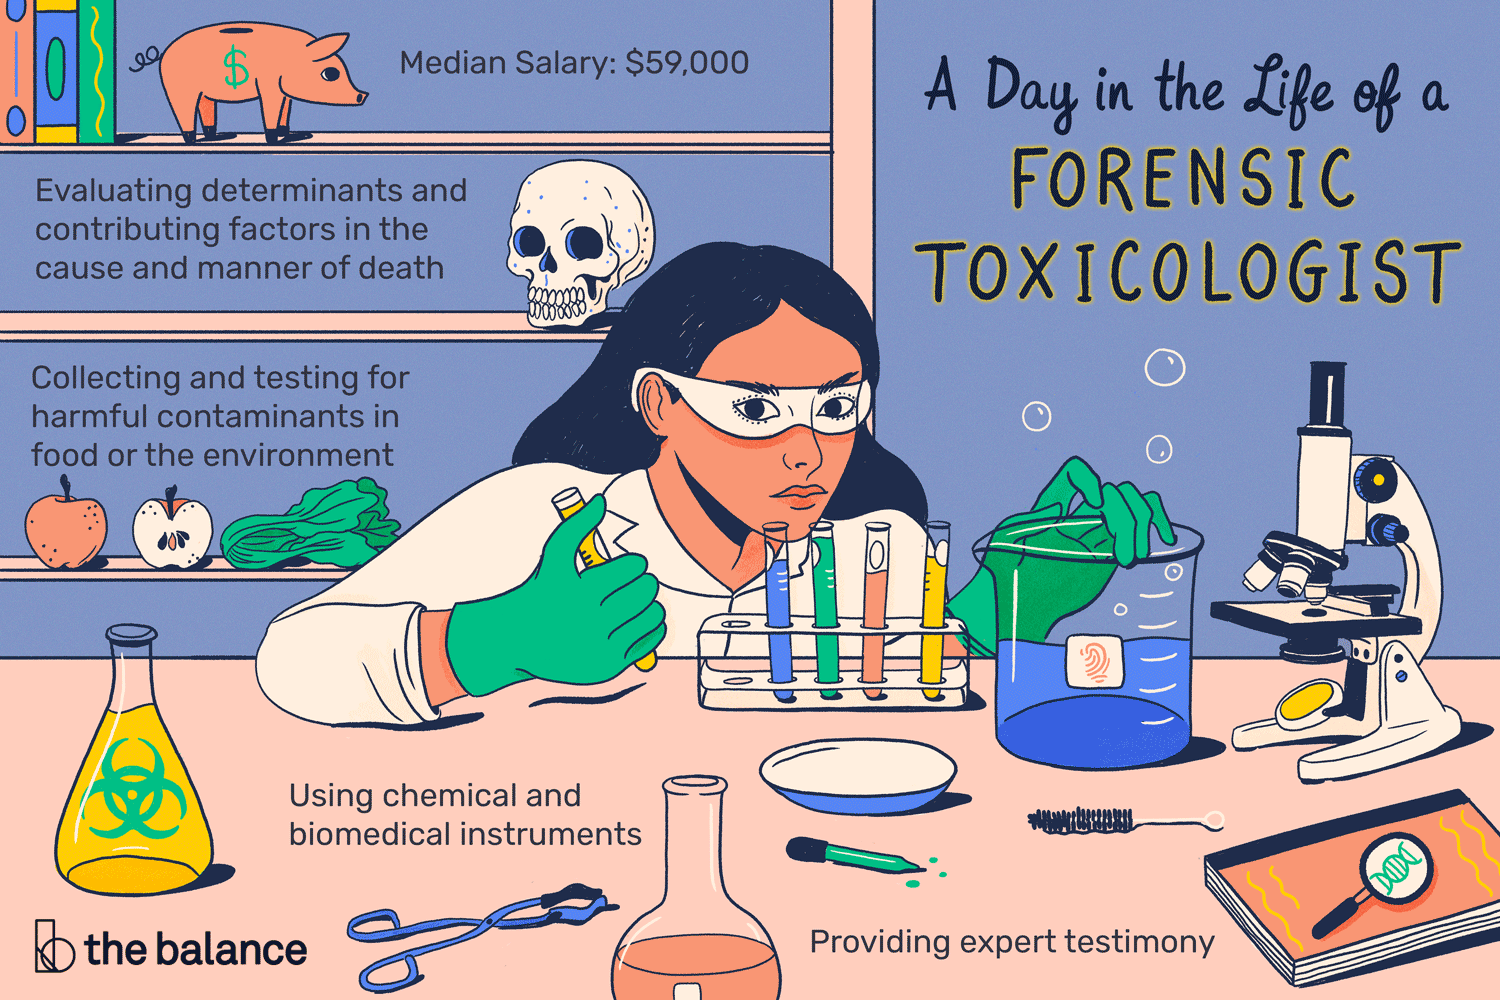 A Day in the Life of a
FORENSIC
TOXICOLOGIST
$
Median Salary: $59,000
Evaluating determinants and
contributing factors in the
cause and manner of death
Collecting and testing for
harmful contaminants in
food or the environment
Using chemical and
biomedical instruments
Providing expert testimony
b the balance